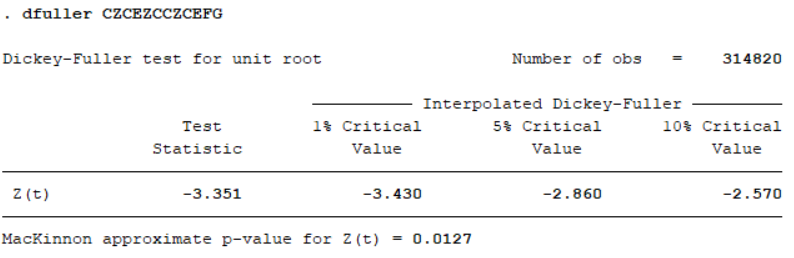 . dfuller CZCEZCCZCEFG
Dickey-Fuller test for unit root Number of obs = 314820
Interpolated Dickey-Fuller
Test 1% Critical 5% Critical 10% Critical
Statistic Value Value Value
Z(t) -3.351 -3.430 -2.860 -2.570
MacKinnon approximate p-value for Z(t) = 0.0127